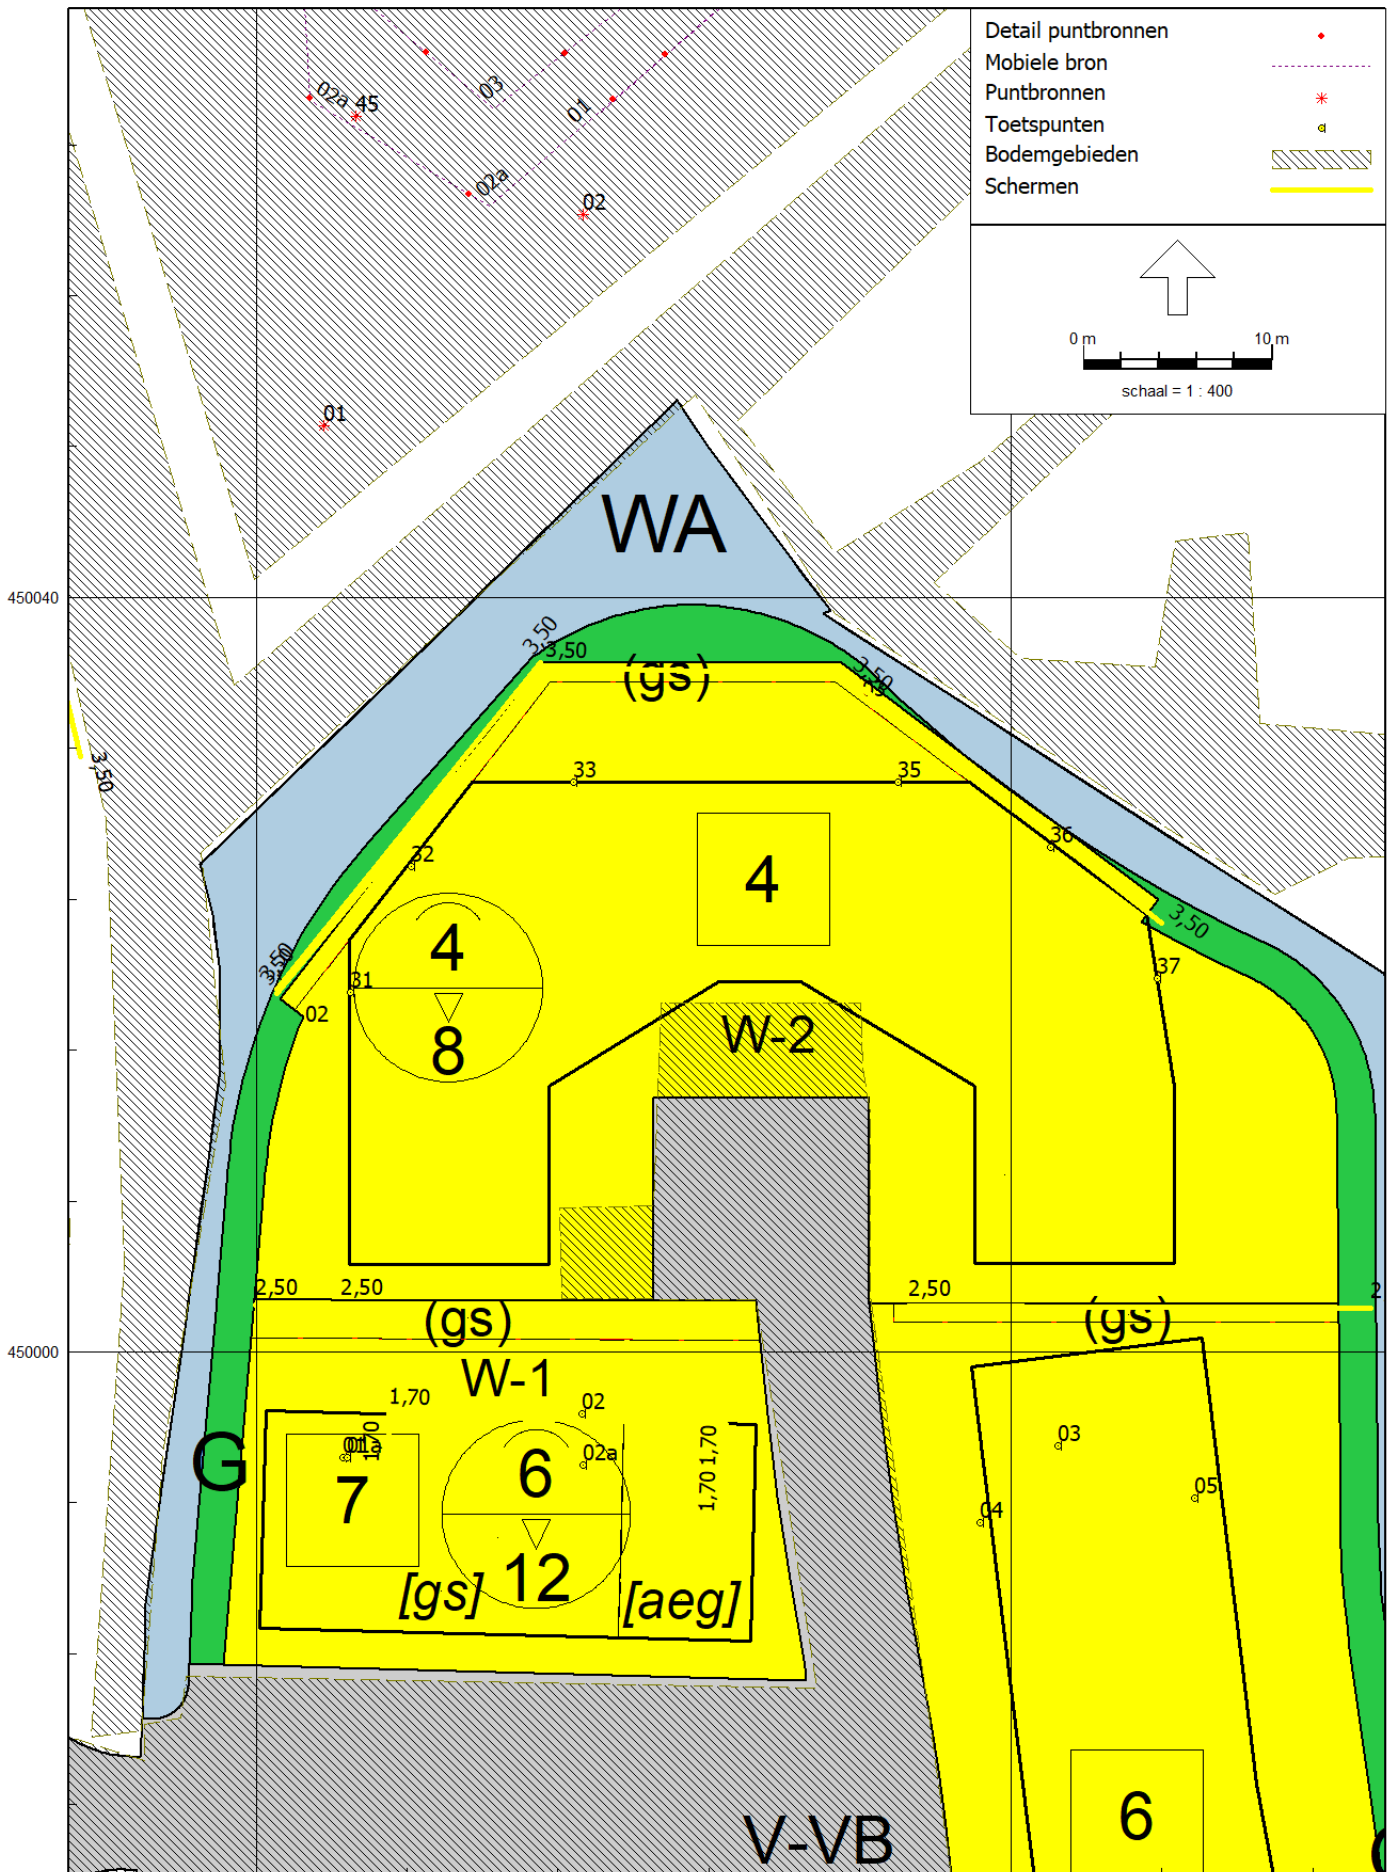 Detail puntbronnen
Mobiele bron
Puntbronnen
Toetspunten
Bodemgebieden
Schermen
0 m 10 m
schaal = 1 : 400
03
02a 45
01
02a
02
01
WA
450040
3,50
3,50
(gs)
3,50
3,50
33
35
36
32
4
4
3,50
31
8
02
3,50
37
W-2
2,50
2,50
2,50
2
(gs)
(gs)
450000
W-1
1,70
02
1,70
01a
02a
1,70
1,70
03
G
7
6
05
04
12
[gs]
[aeg]
6
V-VB